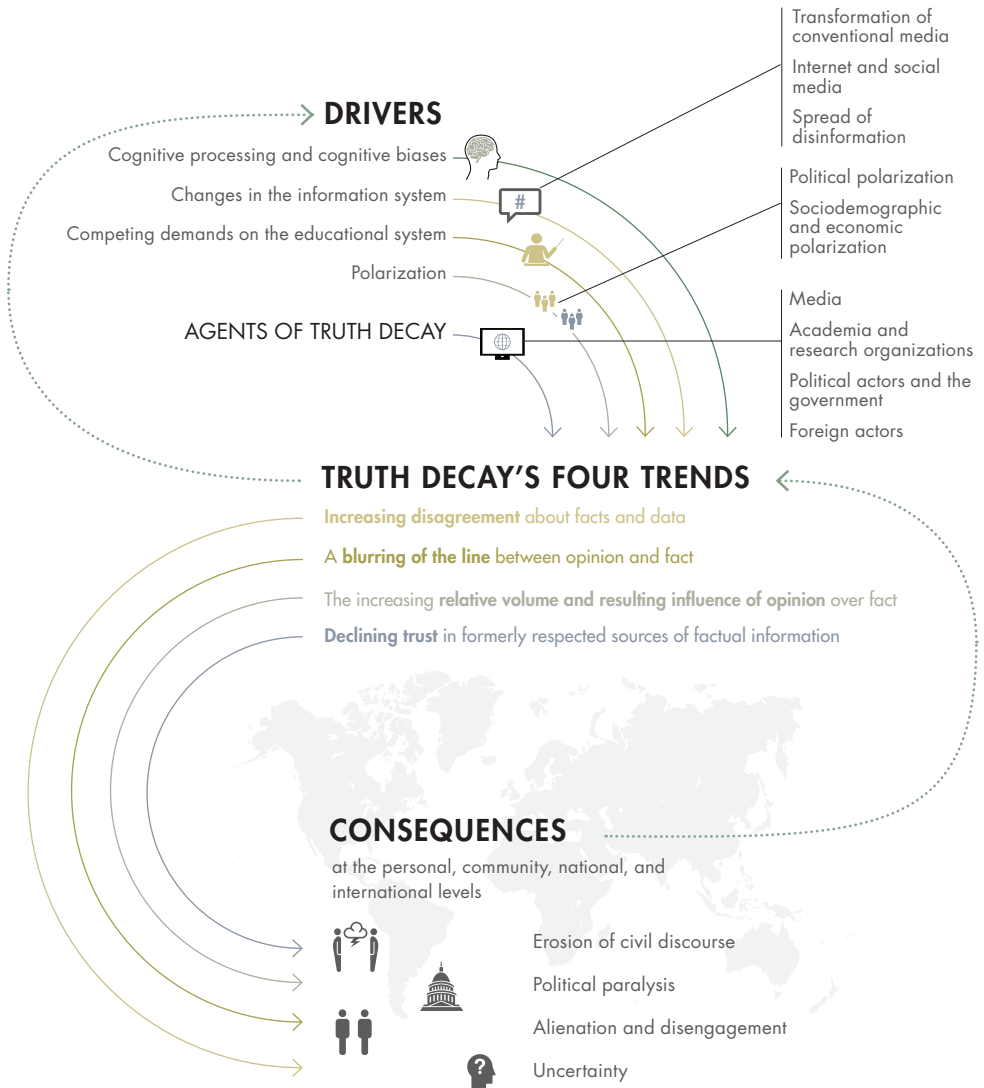 Transformation of
conventional media
Internet and social
media
Spread of
disinformation
DRIVERS
Cognitive processing and cognitive biases
Changes in the information system
#
Competing demands on the educational system
Polarization
Political polarization
Sociodemographic
and economic
polarization
AGENTS OF TRUTH DECAY
Media
Academia and
research organizations
Political actors and the
government
Foreign actors
TRUTH DECAY’S FOUR TRENDS
Increasing disagreement about facts and data
A blurring of the line between opinion and fact
The increasing relative volume and resulting influence of opinion over fact
Declining trust in formerly respected sources of factual information
CONSEQUENCES
at the personal, community, national, and
international levels
Erosion of civil discourse
Political paralysis
Alienation and disengagement
?
Uncertainty